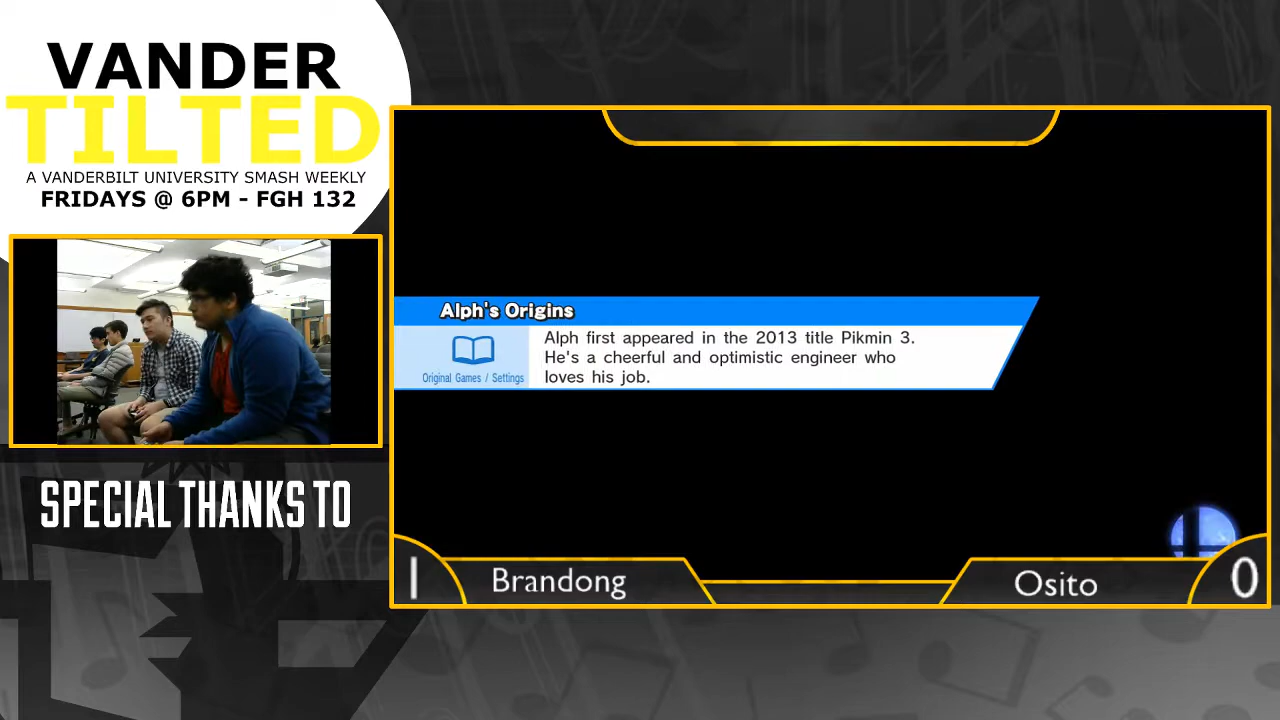 VANDER
TILTED
A VANDERBILT UNIVERSITY SMASH WEEKLY
FRIDAYS @ 6PM - FGH 132
Alph's Origins
Original Games / Settings
Alph first appeared in the 2013 title Pikmin 3.
He's a cheerful and optimistic engineer who
loves his job.
SPECIAL THANKS TO
1 Brandong
Osito 0